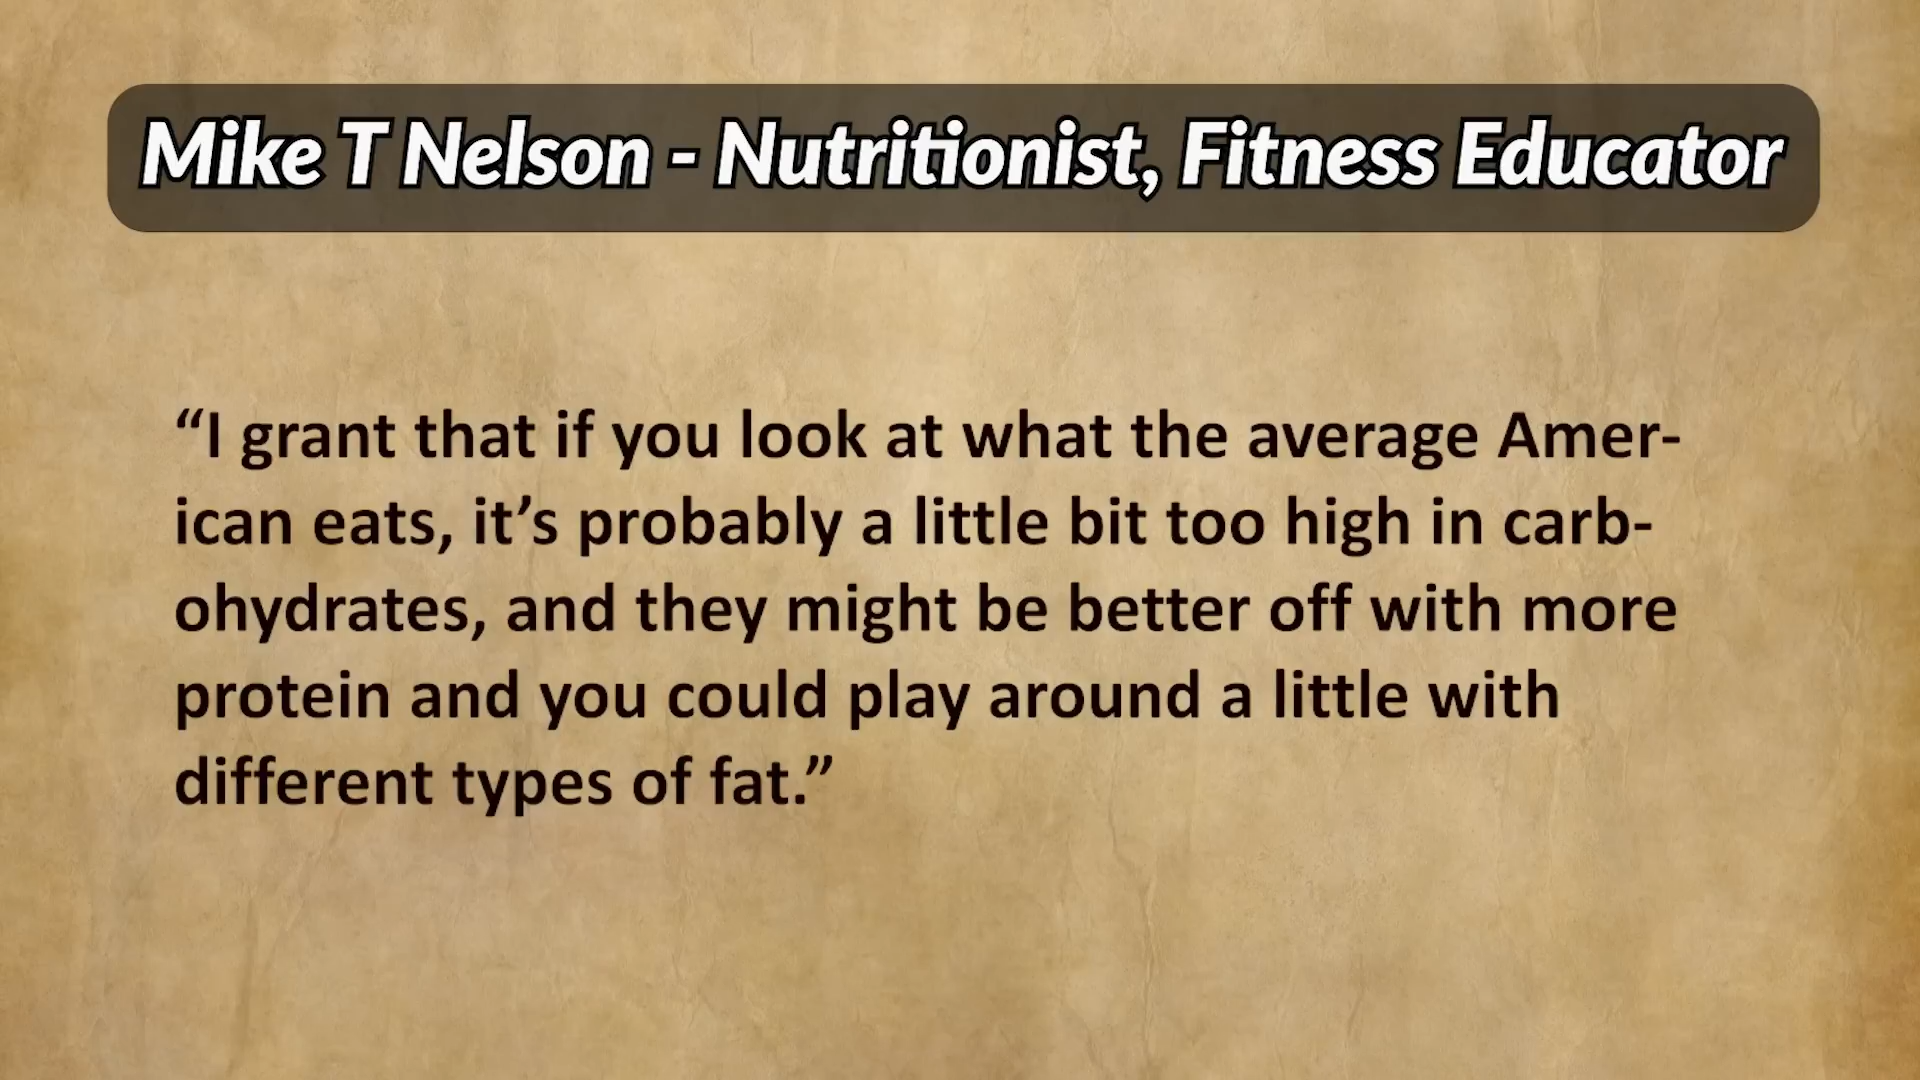 Mike T Nelson - Nutritionist, Fitness Educator
“I grant that if you look at what the average Amer-
ican eats, it’s probably a little bit too high in carb-
ohydrates, and they might be better off with more
protein and you could play around a little with
different types of fat.”